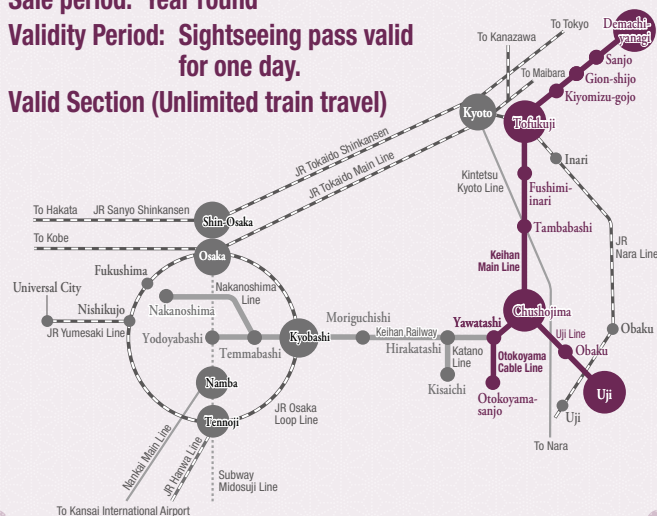 Sale period: Year round
Validity Period: Sightseeing pass valid
for one day.
Valid Section (Unlimited train travel)
To Tokyo
Demachi-
yanagi
To Kanazawa
Sanjo
To Maibara
Gion-shijo
Kiyomizu-gojo
Kyoto
Tofukuji
JR Tokaido Shinkansen
Inari
JR Tokaido Main Line
Kintetsu
Kyoto Line
Fushimi-
inari
To Hakata
JR Sanyo Shinkansen
Shin-Osaka
Tambabashi
To Kobe
Osaka
Keihan
Main Line
JR
Nara Line
Fukushima
Universal City
Nakanoshima
Line
Nishikujo
Nakanoshima
Chushojima
Moriguchishi
Yawatashi
JR Yumesaki Line
Yodoyabashi
Temmabashi
Kyobashi
Keihan Railway
Hirakatashi
Uji Line
Obaku
Obaku
Katano
Line
Otokoyama
Cable Line
Kisaichi
Namba
Otokoyama-
sanjo
Uji
Uji
JR Osaka
Loop Line
Tennoji
To Nara
Nankai Main Line
JR Hanwa Line
Subway
Midosuji Line
To Kansai International Airport